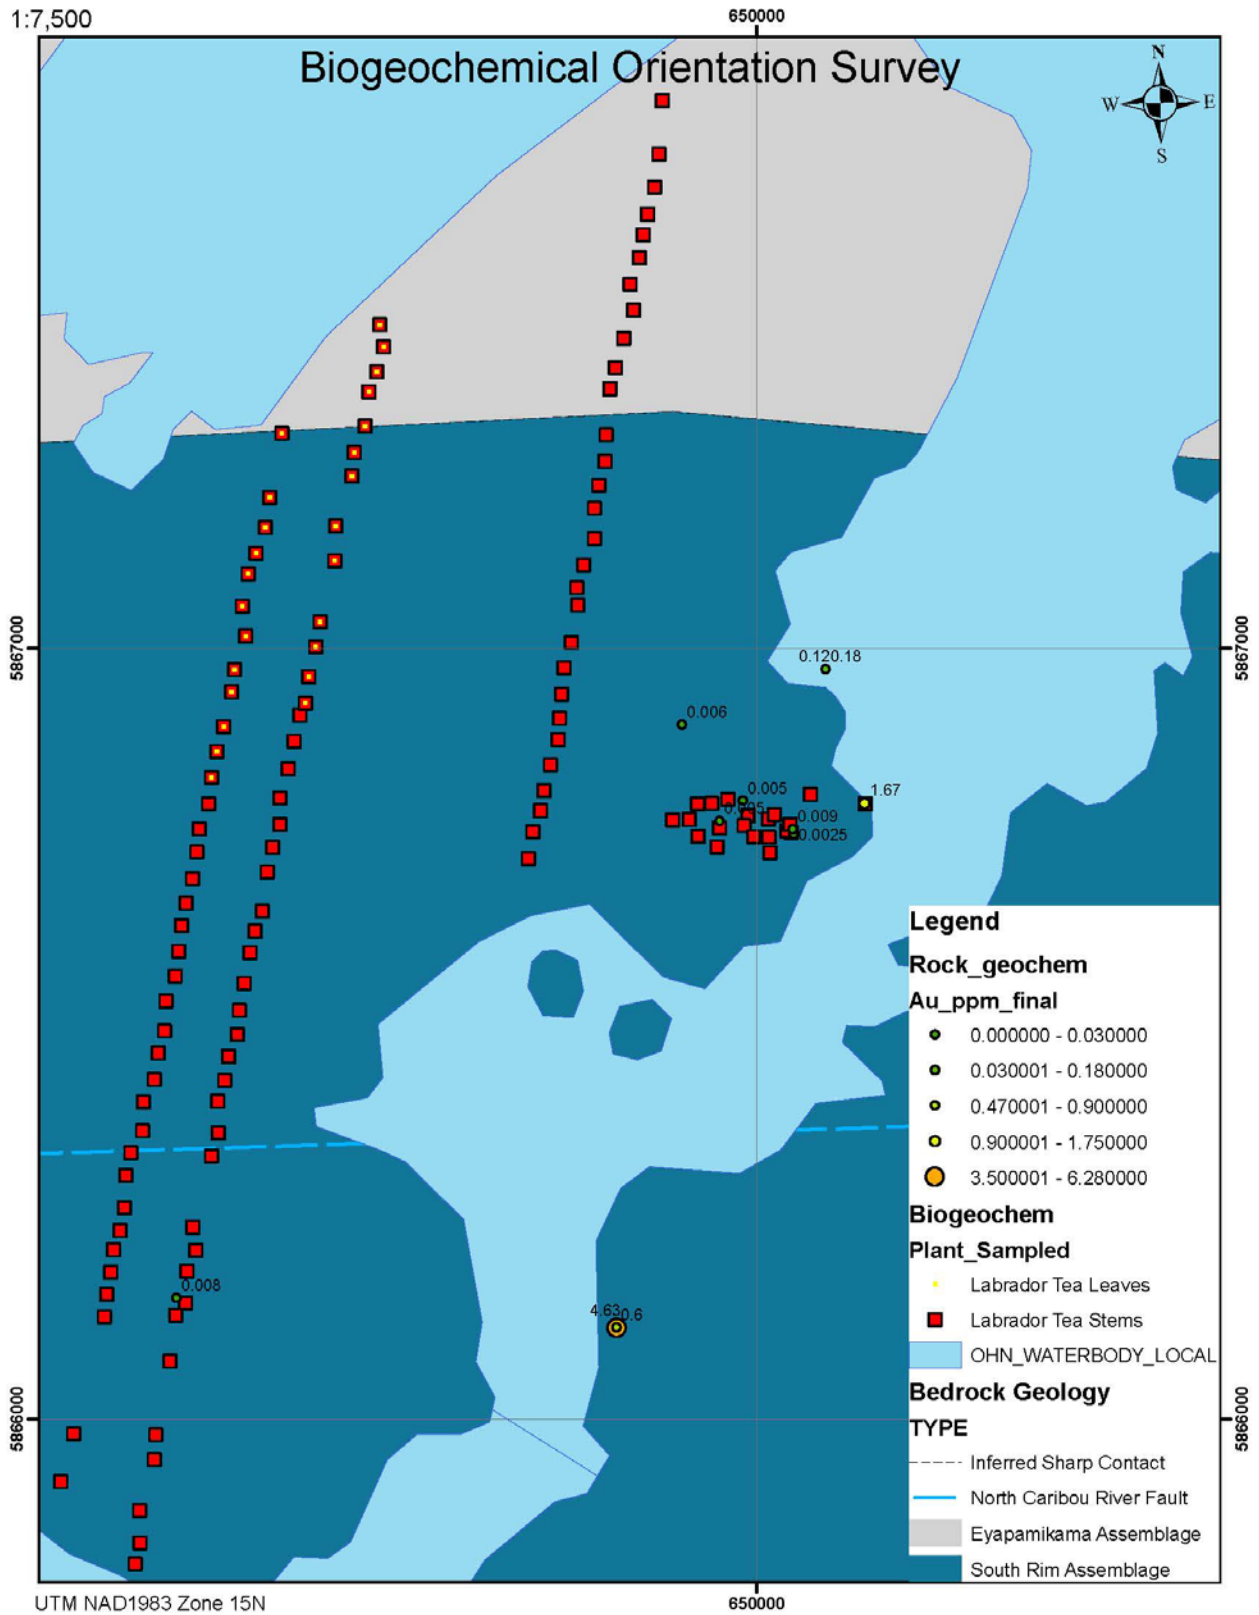 1:7,500
650000
Biogeochemical Orientation Survey
N
W E
S
5867000
5867000
0.120.18
0.006
0.005
1.67
0.005
0.009
0.0025
Legend
Rock_geochem
Au_ppm_final
0.000000 - 0.030000
0.030001 - 0.180000
0.470001 - 0.900000
0.900001 - 1.750000
3.500001 - 6.280000
Biogeochem
Plant_Sampled
Labrador Tea Leaves
Labrador Tea Stems
OHN_WATERBODY_LOCAL
Bedrock Geology
TYPE
Inferred Sharp Contact
North Caribou River Fault
Eyapamikama Assemblage
South Rim Assemblage
0.008
4.63
0.6
5866000
5866000
UTM NAD1983 Zone 15N
650000